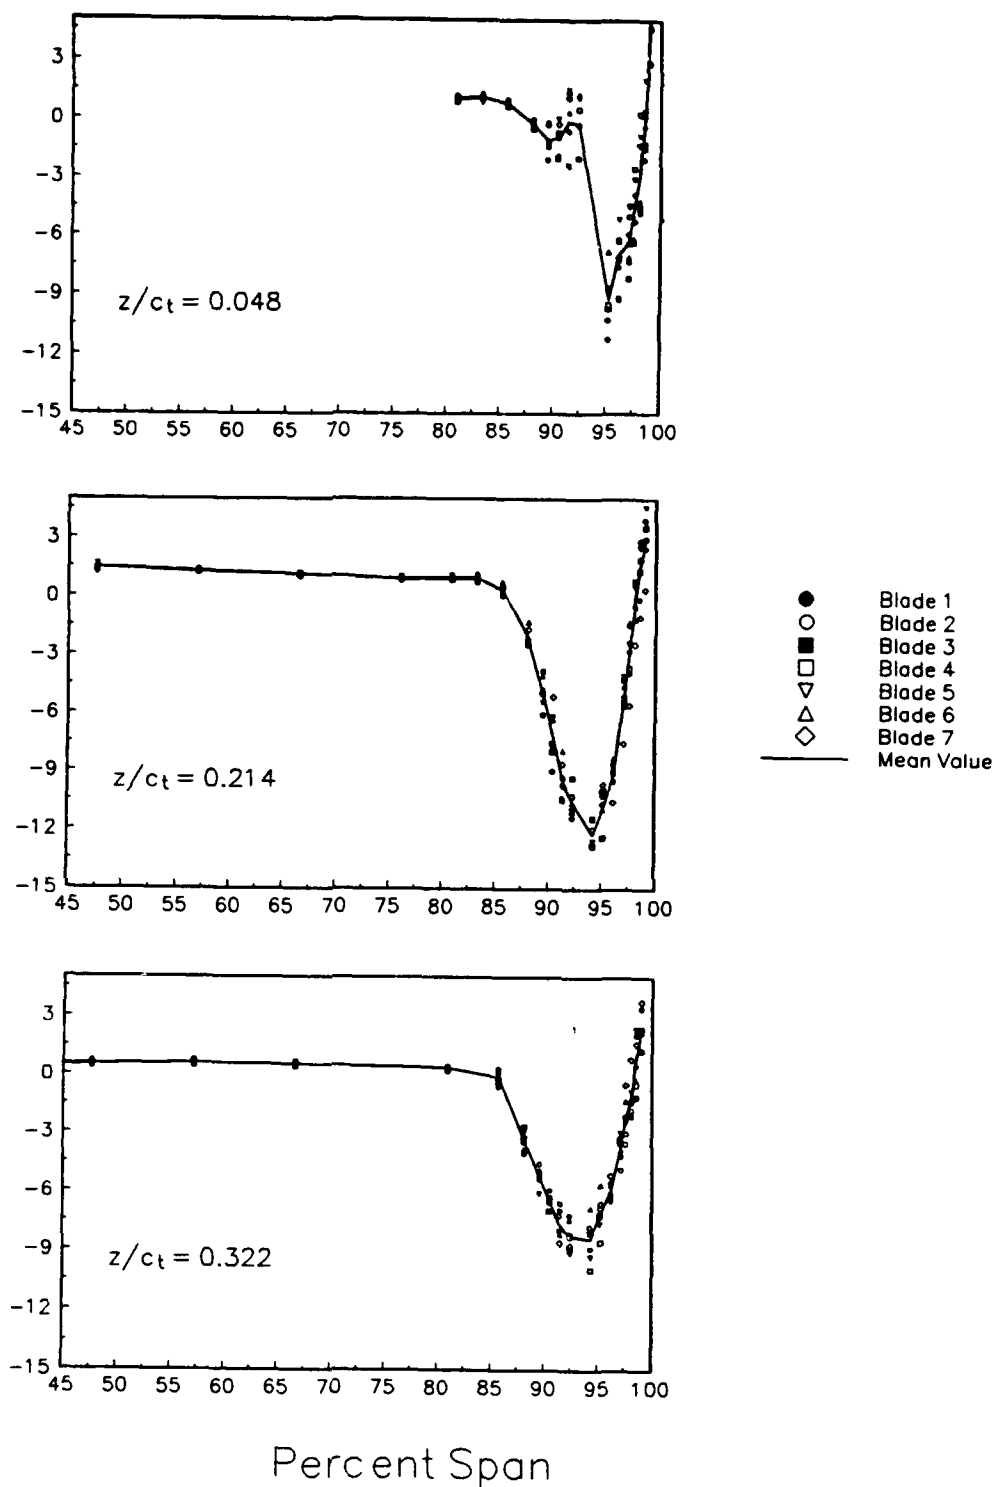 3
0
-3
-6
-9
-12
-15
z/ct = 0.048
45 50 55 60 65 70 75 80 85 90 95 100
3
0
-3
-6
-9
-12
-15
z/ct = 0.214
45 50 55 60 65 70 75 80 85 90 95 100
Blade 1
Blade 2
Blade 3
Blade 4
Blade 5
Blade 6
Blade 7
Mean Value
3
0
-3
-6
-9
-12
-15
z/ct = 0.322
45 50 55 60 65 70 75 80 85 90 95 100
Percent Span